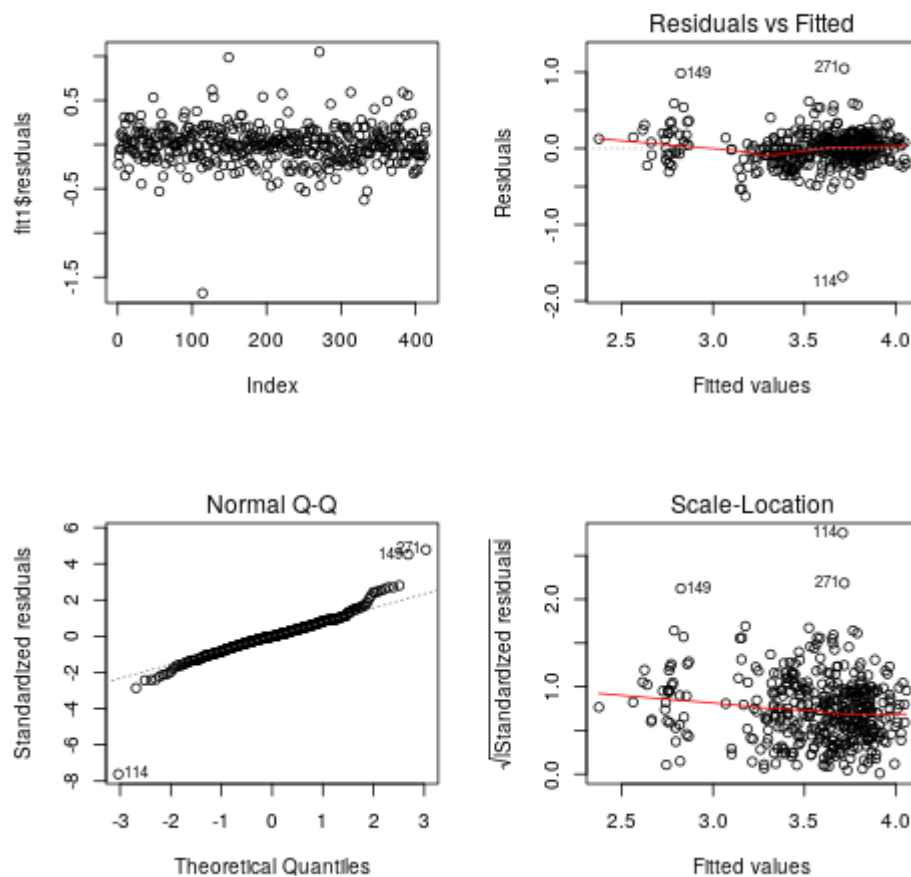 fit1$residuals
0.5
-0.5
-1.5
0 100 200 300 400
Index
Residuals vs Fitted
Residuals
1.0
0.0
-1.0
-2.0
149
271
114
2.5 3.0 3.5 4.0
Fitted values
Normal Q-Q
Standardized residuals
6
4
2
0
-2
-4
-6
-8
149
271
114
-3 -2 -1 0 1 2 3
Theoretical Quantiles
Scale-Location
√|Standardized residuals|
2.0
1.0
0.0
114
149
271
2.5 3.0 3.5 4.0
Fitted values